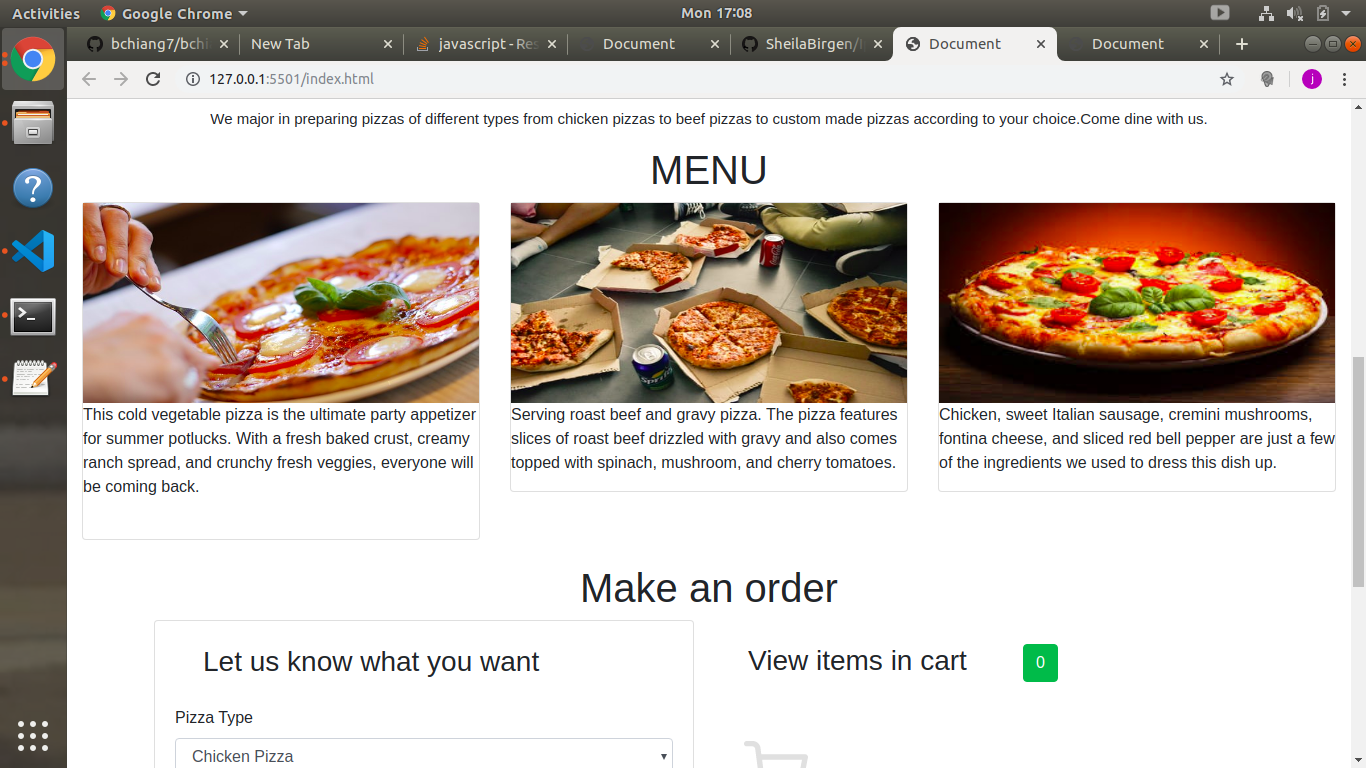 Activities
Google Chrome
Mon 17:08
bchiang7/bchi
New Tab
javascript - Res
Document
SheilaBirgen/
Document
Document
127.0.0.1:5501/index.html
j
We major in preparing pizzas of different types from chicken pizzas to beef pizzas to custom made pizzas according to your choice.Come dine with us.
MENU
This cold vegetable pizza is the ultimate party appetizer
for summer potlucks. With a fresh baked crust, creamy
ranch spread, and crunchy fresh veggies, everyone will
be coming back.
Serving roast beef and gravy pizza. The pizza features
slices of roast beef drizzled with gravy and also comes
topped with spinach, mushroom, and cherry tomatoes.
Chicken, sweet Italian sausage, cremini mushrooms,
fontina cheese, and sliced red bell pepper are just a few
of the ingredients we used to dress this dish up.
Make an order
Let us know what you want
View items in cart
0
Pizza Type
Chicken Pizza